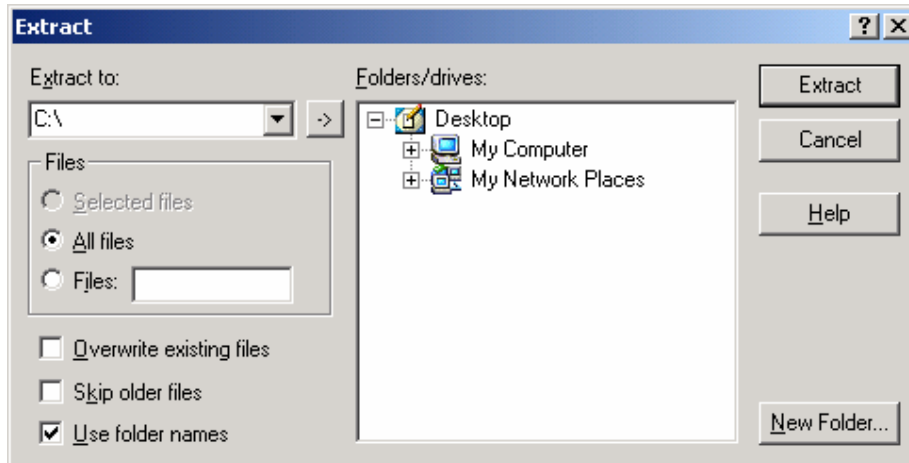 Extract
Extract to:
C:\
->
Files
Selected files
All files
Files:
Overwrite existing files
Skip older files
Use folder names
Folders/drives:
Desktop
My Computer
My Network Places
Extract
Cancel
Help
New Folder...